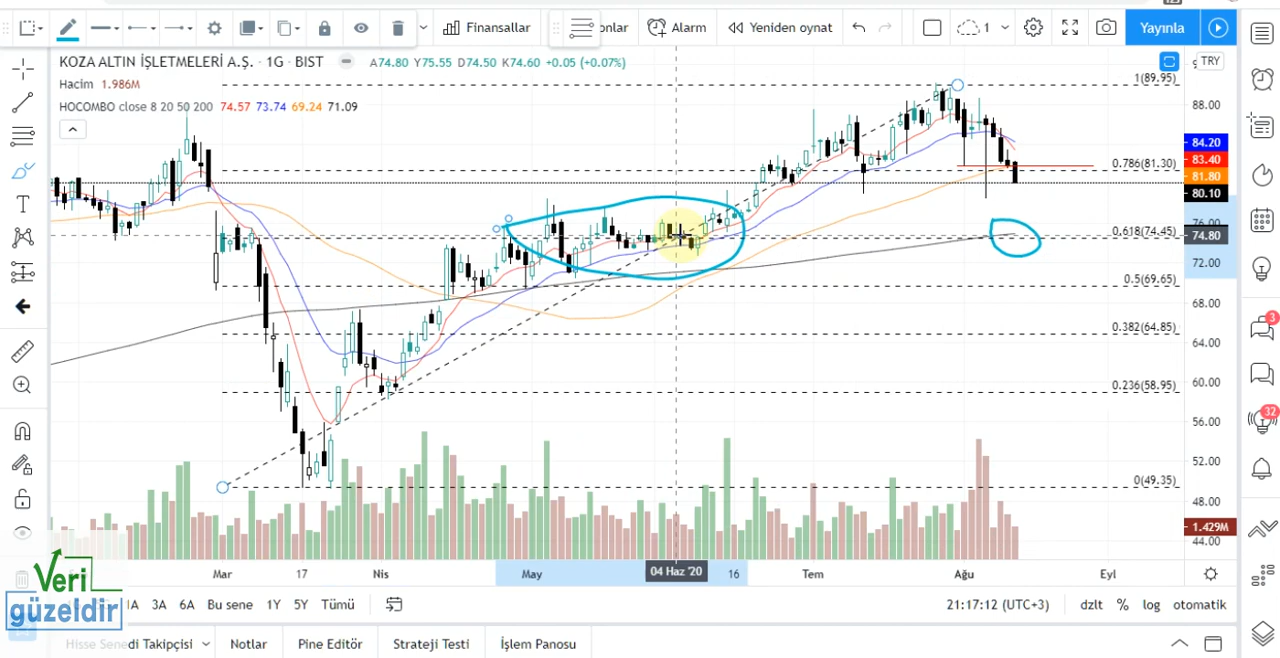 Finansallar
onlar
Alarm
Yeniden oynat
1
Yayınla
KOZA ALTIN İŞLETMELERİ A.Ş. · 1G · BIST
A74.80 Y75.55 D74.50 K74.60 +0.05 (+0.07%)
TRY
Hacim 1.986M
HOCOMBO close 8 20 50 200 74.57 73.74 69.24 71.09
1(89.95)
88.00
84.20
83.40
0.786(81.30)
81.80
80.10
76.00
0.618(74.45)
74.80
72.00
0.5(69.65)
68.00
0.382(64.85)
64.00
60.00
0.236(58.95)
56.00
52.00
0(49.35)
48.00
1.429M
44.00
3
32
Mar
17
Nis
May
04 Haz '20
16
Tem
Ağu
Eyl
Veri
güzeldir
1A
3A
6A
Bu sene
1Y
5Y
Tümü
21:17:12 (UTC+3)
dzlt
%
log
otomatik
Hisse Senedi Takipçisi
Notlar
Pine Editör
Strateji Testi
İşlem Panosu